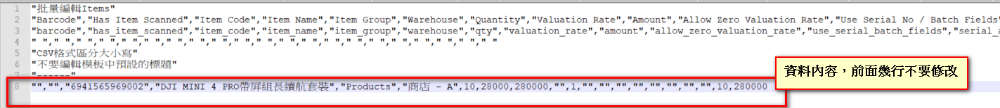 1 "批量編輯Items"
2 "Barcode","Has Item Scanned","Item Code","Item Name","Item Group","Warehouse","Quantity","Valuation Rate","Amount","Allow Zero Valuation Rate","Use Serial No / Batch Fields"
3 "barcode","has_item_scanned","item_code","item_name","item_group","warehouse","qty","valuation_rate","amount","allow_zero_valuation_rate","use_serial_batch_fields","serial_
4 " "," "," "," "," "," "," "," "," "," "," "," "," "," "," "," "," "," "," "," "," "," "
5 "CSV格式區分大小寫"
6 "不要編輯模板中預設的標題"
7 "------"
資料內容，前面幾行不要修改
8 "","","6941565969002","DJI MINI 4 PRO帶屏組長續航套裝","Products","商店 - A",10,28000,280000,"",1,"","","","","","","","",10,280000